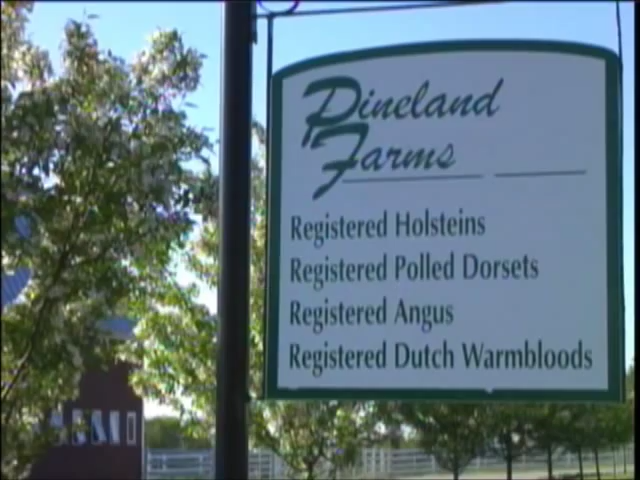 Pineland
Farms
Registered Holsteins
Registered Polled Dorsets
Registered Angus
Registered Dutch Warmbloods